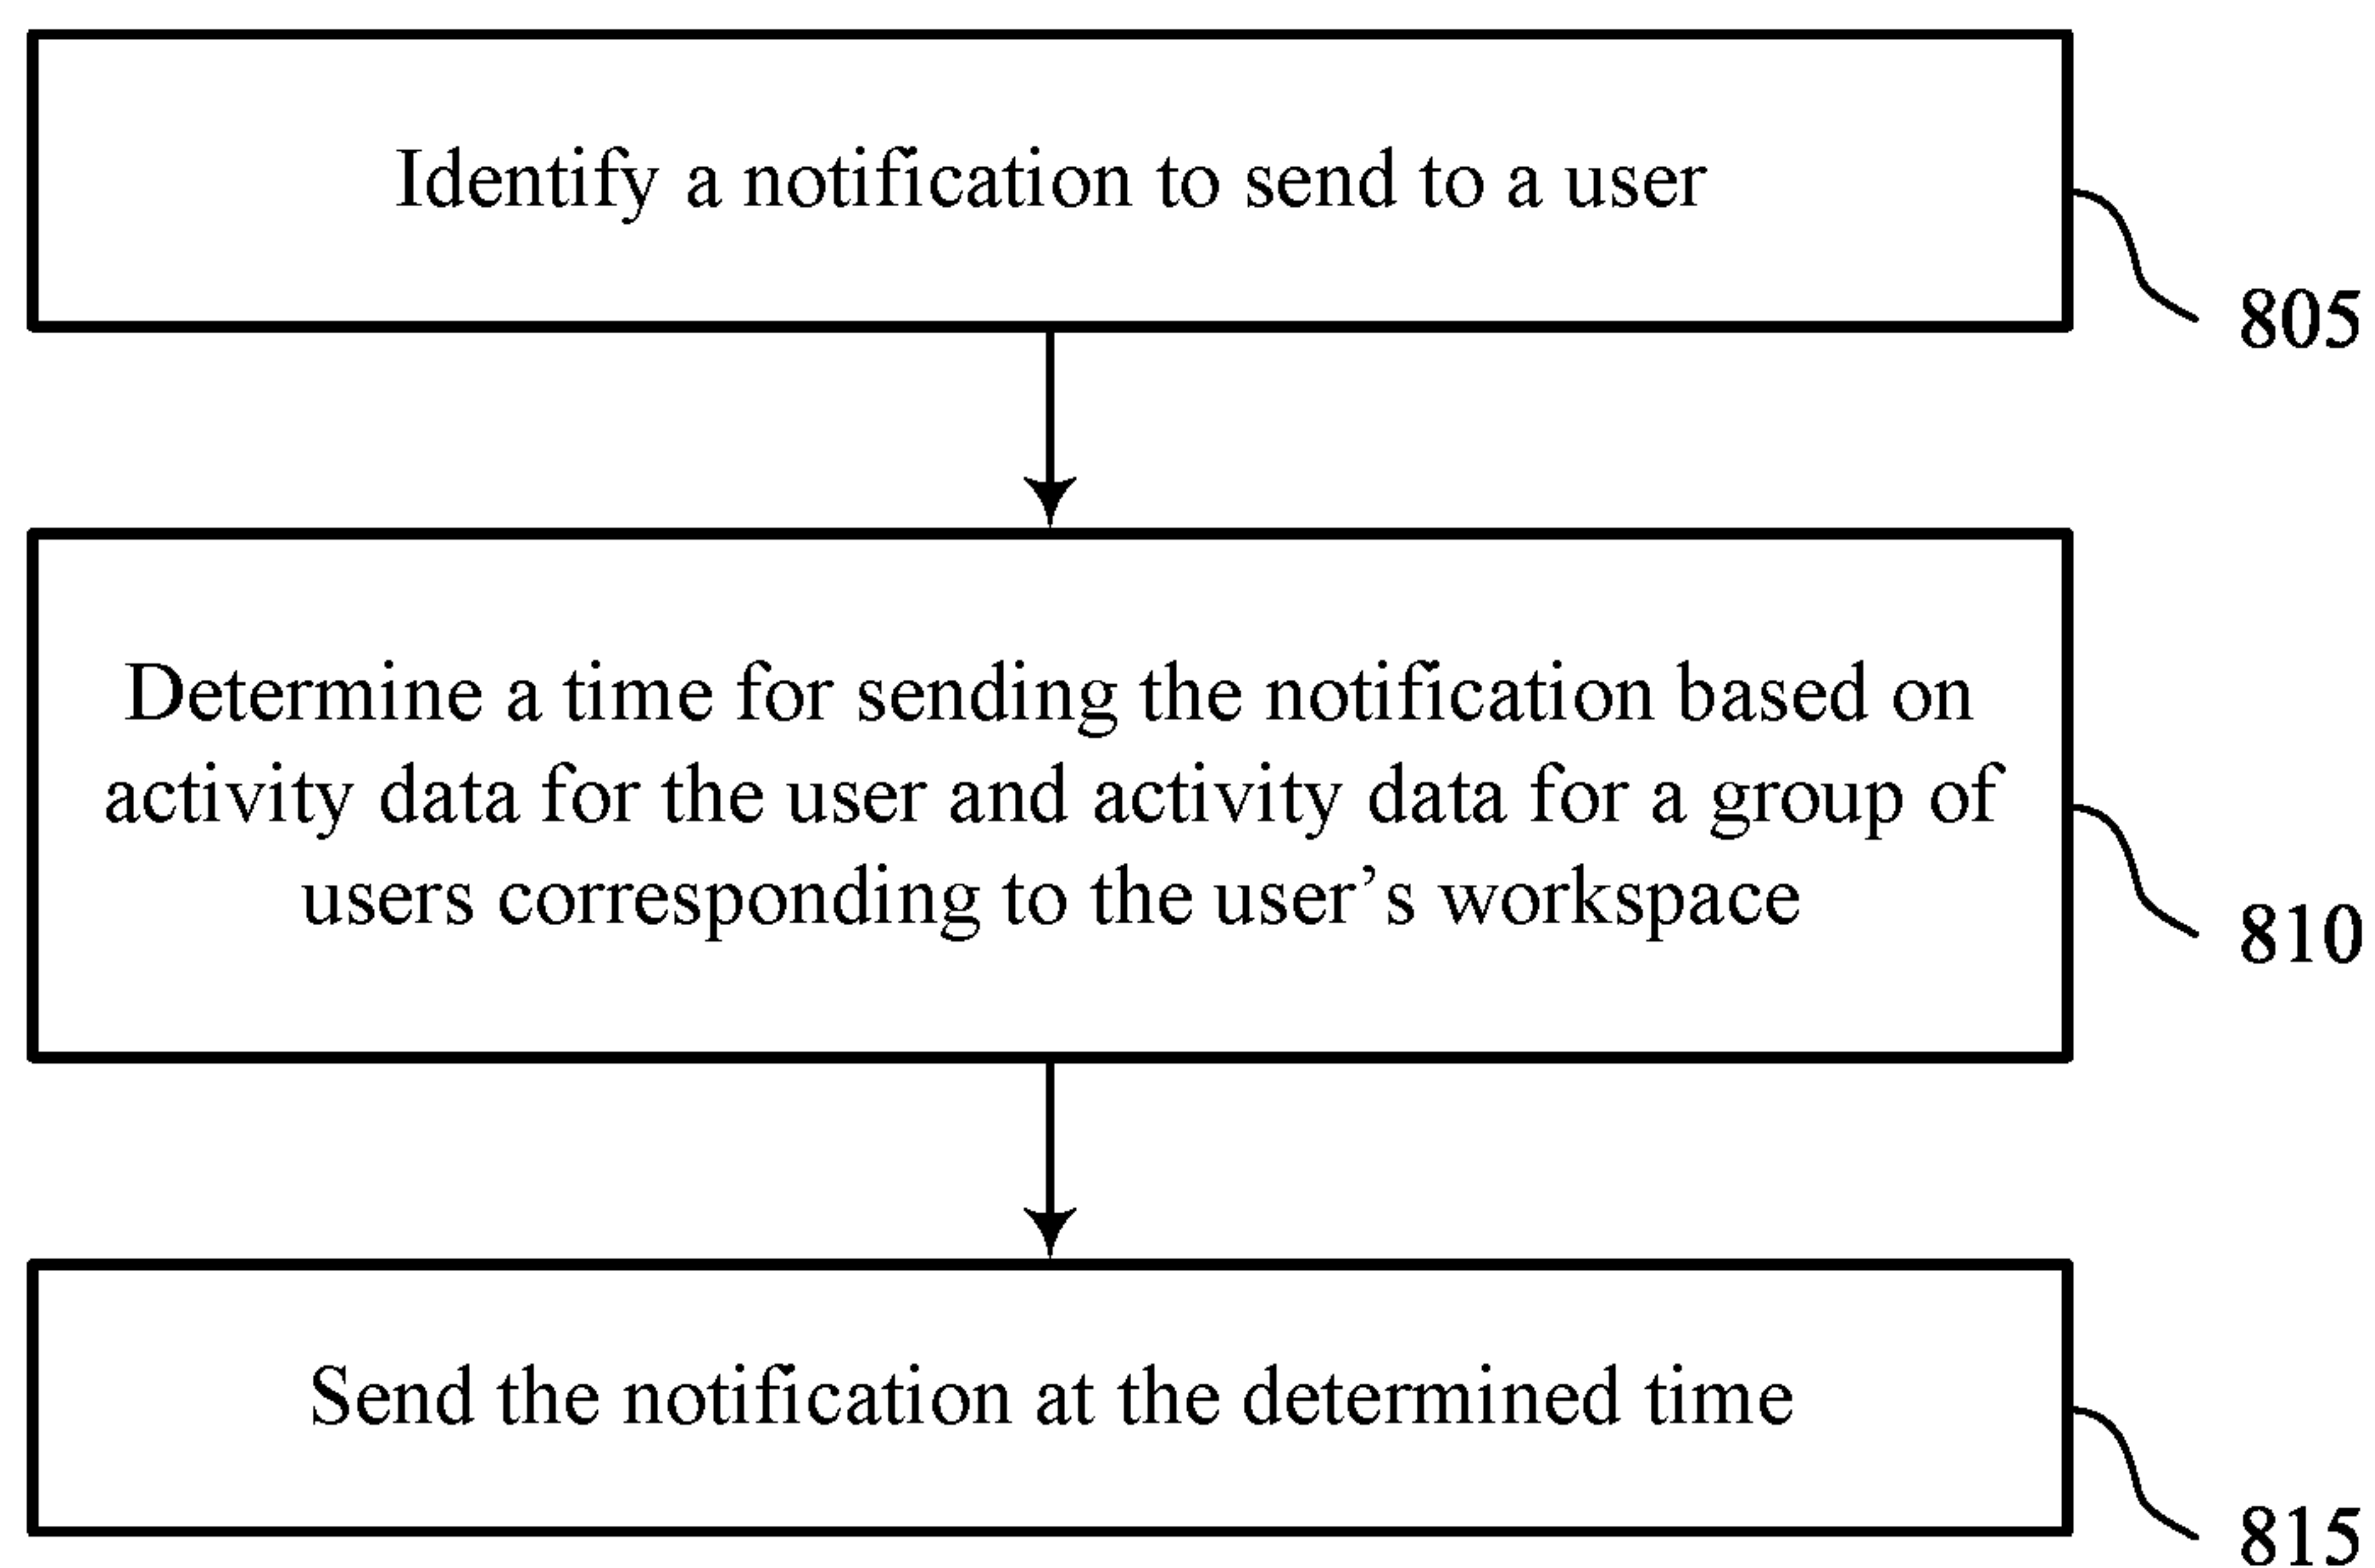 Identify a notification to send to a user
805
Determine a time for sending the notification based on
activity data for the user and activity data for a group of
users corresponding to the user’s workspace
810
Send the notification at the determined time
815